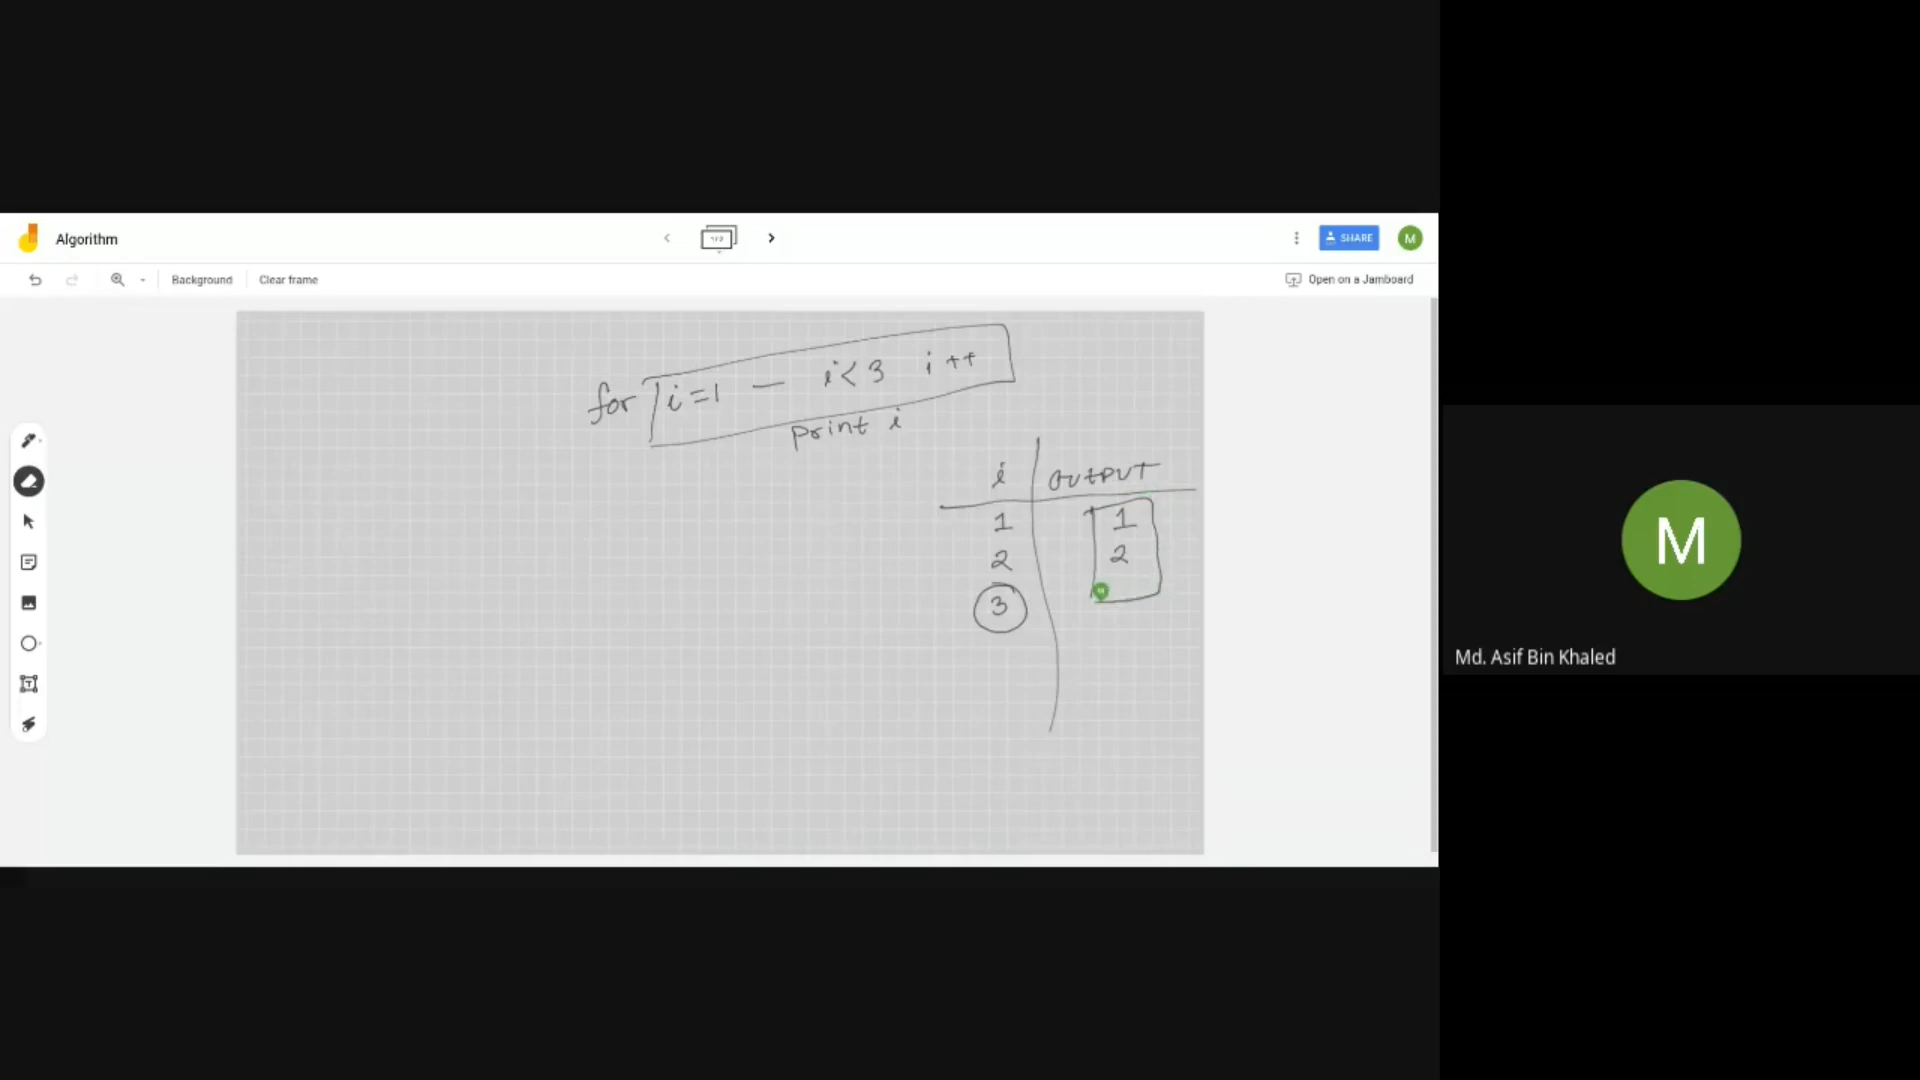 Algorithm
SHARE
M
Background
Clear frame
Open on a Jamboard
for i=1 — i<3 i++
print i
i OUTPUT
1 1
2 2
3
M
Md. Asif Bin Khaled